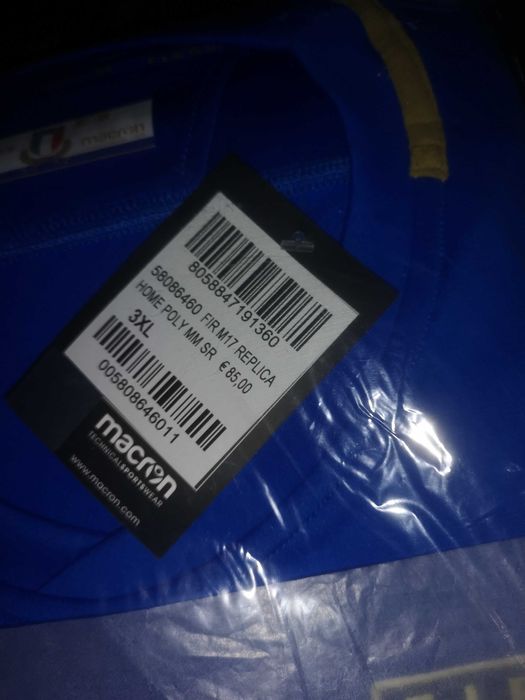 macron
8058847191360
58086460 FIR M17 REPLICA
HOME POLY MM SR € 85,00
3XL
005808646011
macron
TECHNICALSPORTSWEAR
www.macron.com